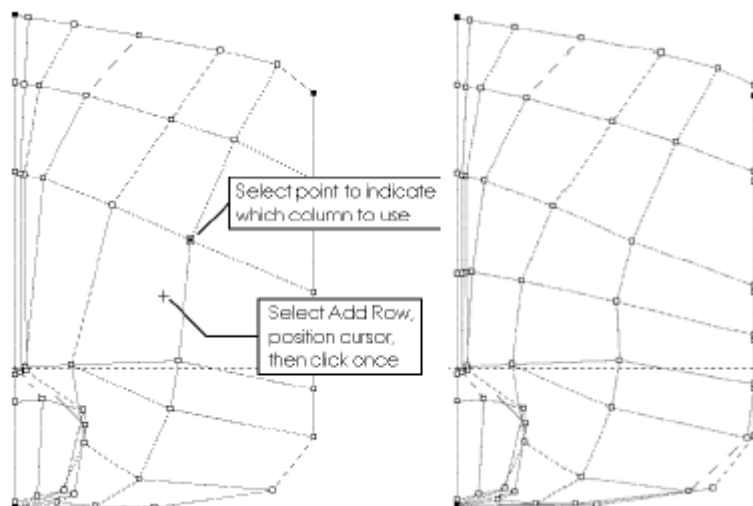 Select point to indicate
which column to use
Select Add Row,
position cursor,
then click once